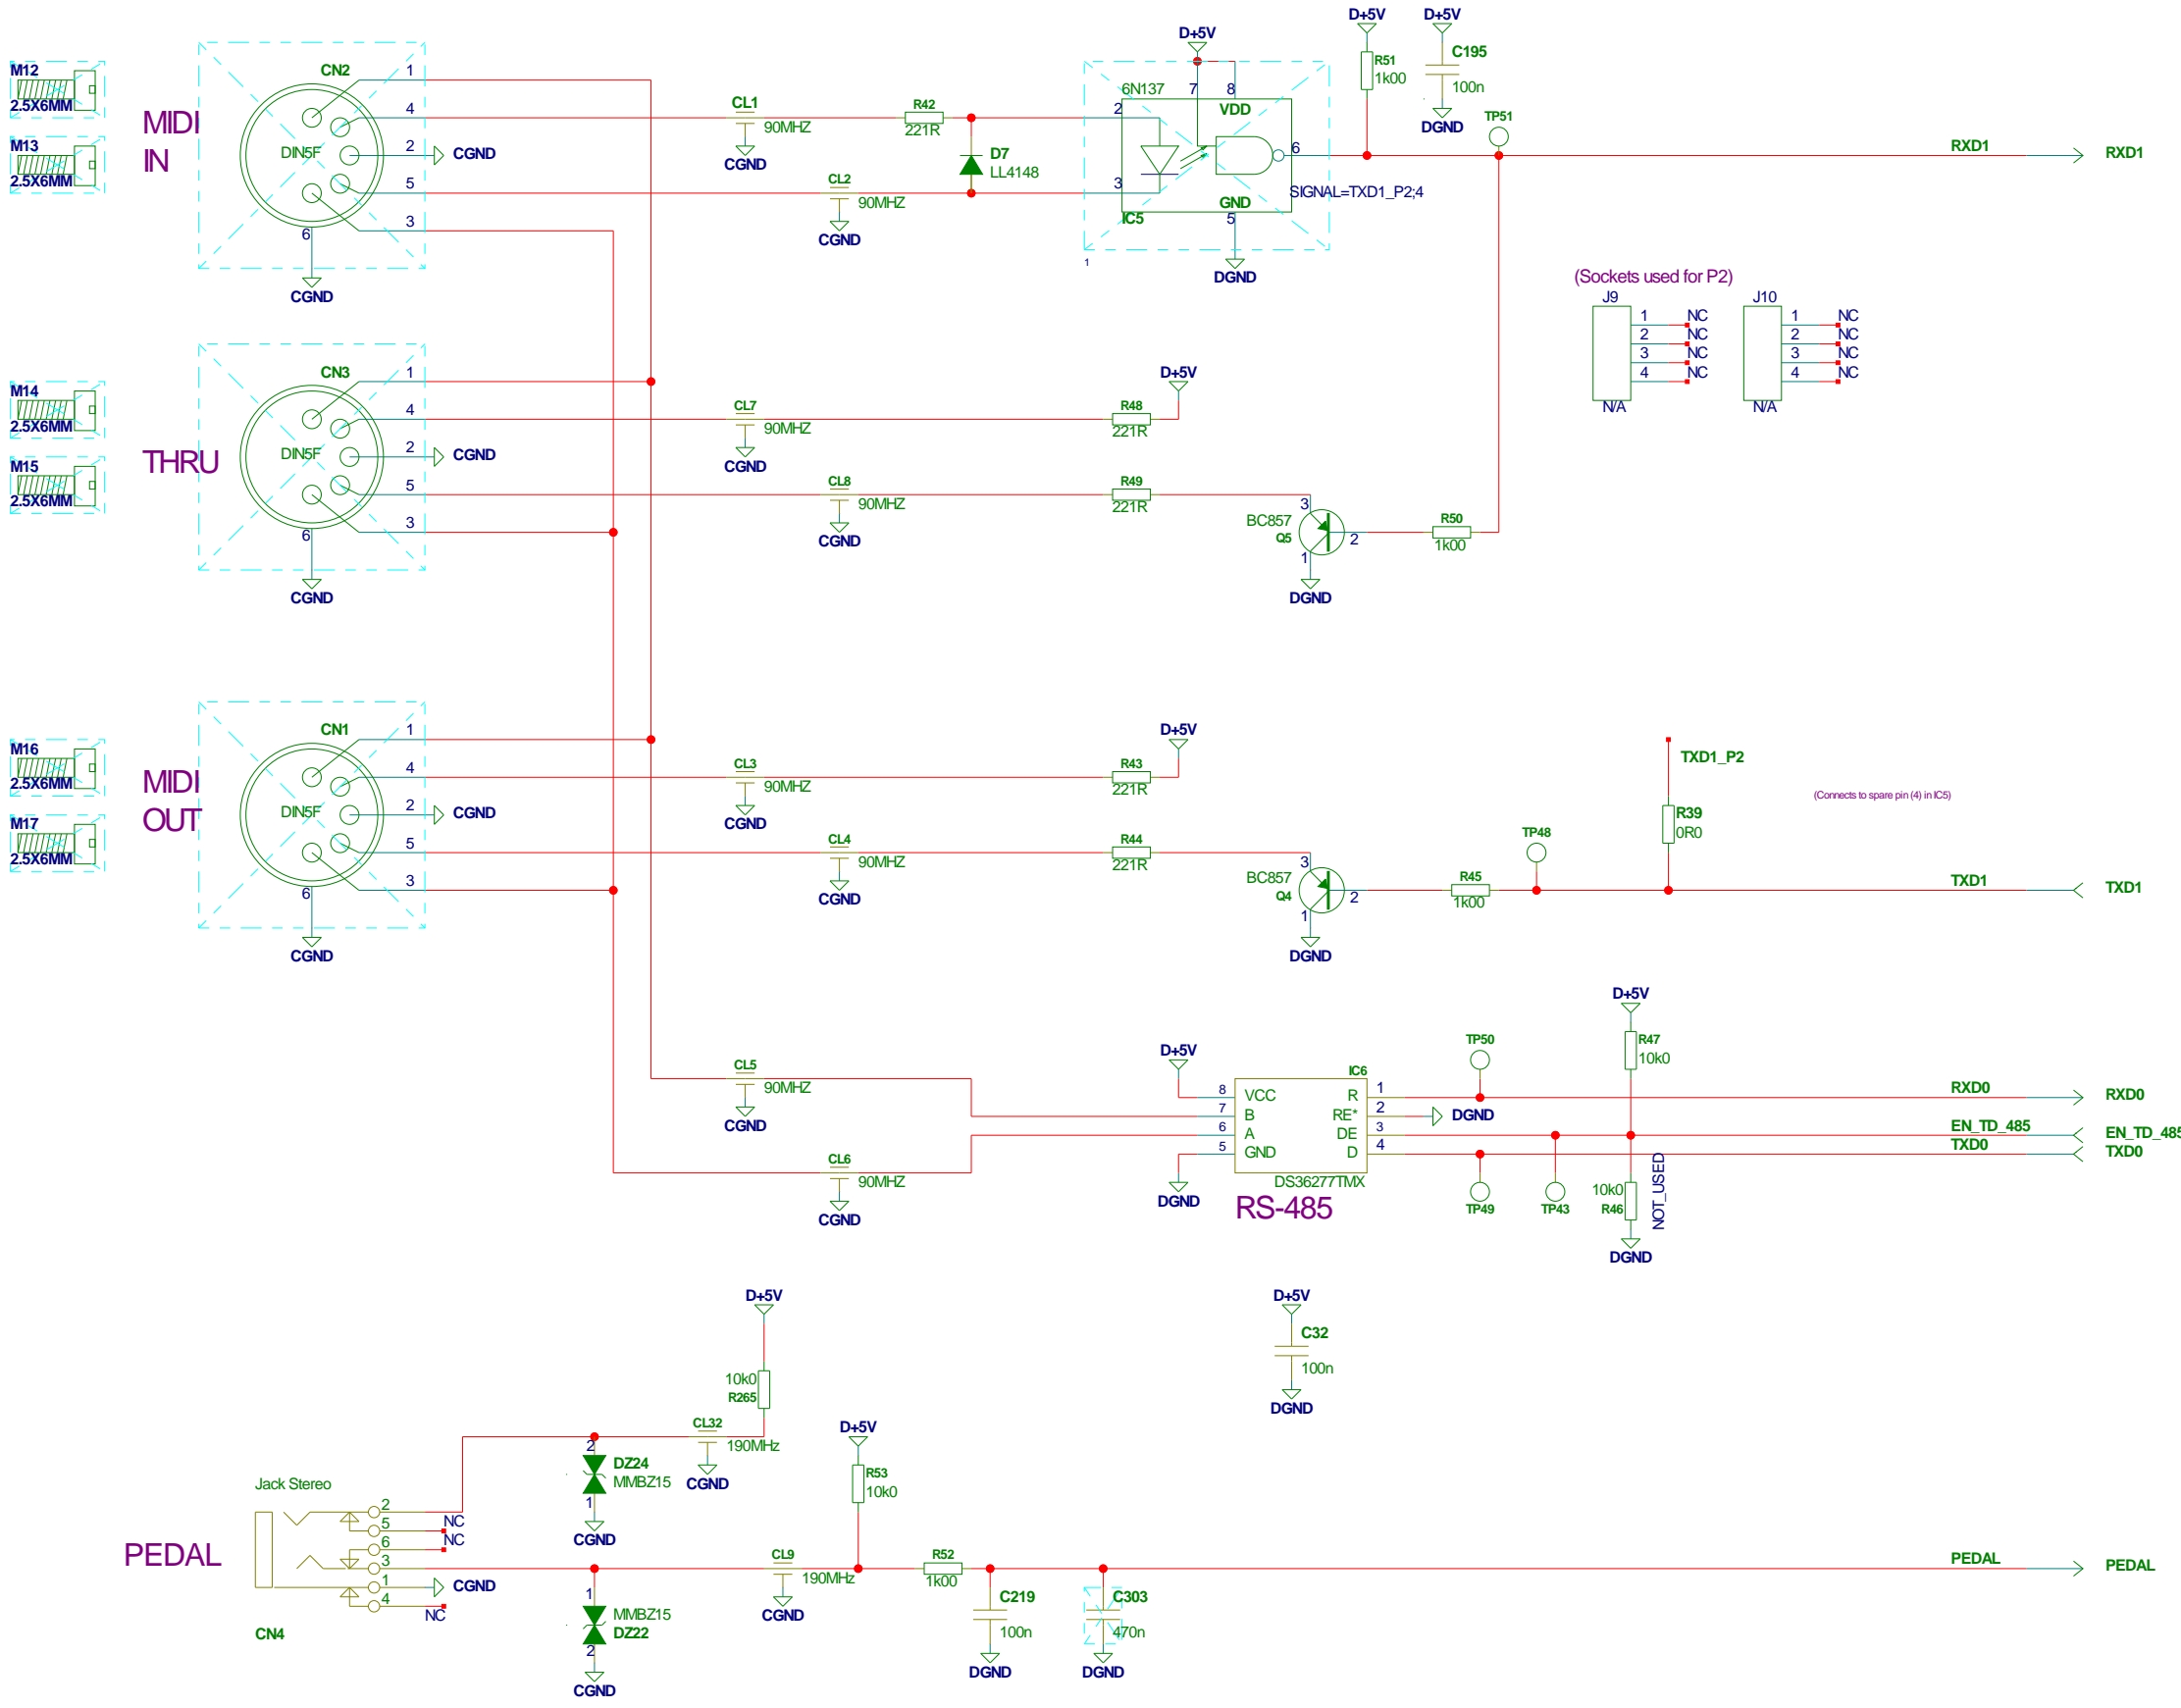 M12
2.5X6MM
M13
2.5X6MM
MIDI
IN
CN2
DIN5F
1
4
2
5
3
6
CGND
CGND
CL1
90MHZ
CGND
CL2
90MHZ
CGND
R42
221R
D7
LL4148
D+5V
6N137
7
8
2
VDD
6
3
GND
IC5
5
DGND
1
SIGNAL=TXD1_P2;4
D+5V
R51
1k00
D+5V
C195
100n
DGND
TP51
RXD1
RXD1
(Sockets used for P2)
J9
1
NC
2
NC
3
NC
4
NC
N/A
J10
1
NC
2
NC
3
NC
4
NC
N/A
M14
2.5X6MM
M15
2.5X6MM
THRU
CN3
DIN5F
1
4
2
5
3
6
CGND
CGND
CL7
90MHZ
CGND
CL8
90MHZ
CGND
D+5V
R48
221R
R49
221R
BC857
Q5
3
2
1
DGND
R50
1k00
M16
2.5X6MM
M17
2.5X6MM
MIDI
OUT
CN1
DIN5F
1
4
2
5
3
6
CGND
CGND
CL3
90MHZ
CGND
CL4
90MHZ
CGND
D+5V
R43
221R
R44
221R
BC857
Q4
3
2
1
DGND
R45
1k00
TP48
TXD1_P2
R39
0R0
(Connects to spare pin (4) in IC5)
TXD1
TXD1
CL5
90MHZ
CGND
CL6
90MHZ
CGND
D+5V
IC6
8
VCC
R
1
7
B
RE*
2
6
A
DE
3
5
GND
D
4
DS36277TMX
DGND
RS-485
DGND
TP50
D+5V
R47
10k0
RXD0
RXD0
EN_TD_485
EN_TD_485
TXD0
TXD0
TP49
TP43
10k0
R46
NOT_USED
DGND
D+5V
C32
100n
DGND
D+5V
10k0
R265
CL32
190MHz
CGND
2
DZ24
MMBZ15
1
CGND
D+5V
R53
10k0
Jack Stereo
PEDAL
2
5
NC
6
NC
3
1
CGND
4
NC
CN4
1
MMBZ15
DZ22
2
CGND
CL9
190MHz
CGND
R52
1k00
C219
100n
DGND
C303
470n
DGND
PEDAL
PEDAL